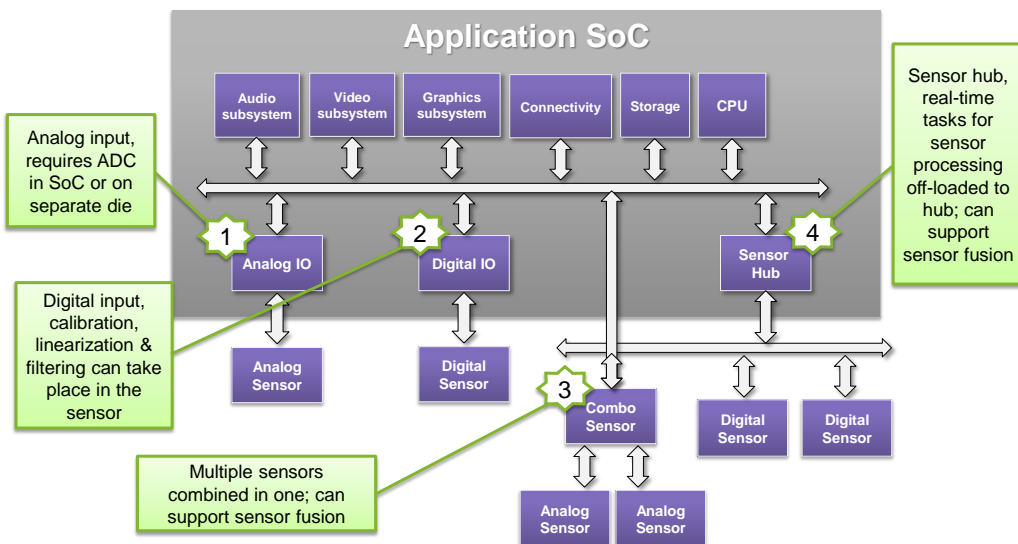 Application SoC
Audio
subsystem
Video
subsystem
Graphics
subsystem
Connectivity
Storage
CPU
Analog input,
requires ADC
in SoC or on
separate die
Sensor hub,
real-time
tasks for
sensor
processing
off-loaded to
hub; can
support
sensor fusion
1
Analog IO
2
Digital IO
4
Sensor
Hub
Digital input,
calibration,
linearization &
filtering can take
place in the
sensor
Analog
Sensor
Digital
Sensor
3
Combo
Sensor
Digital
Sensor
Digital
Sensor
Multiple sensors
combined in one; can
support sensor fusion
Analog
Sensor
Analog
Sensor